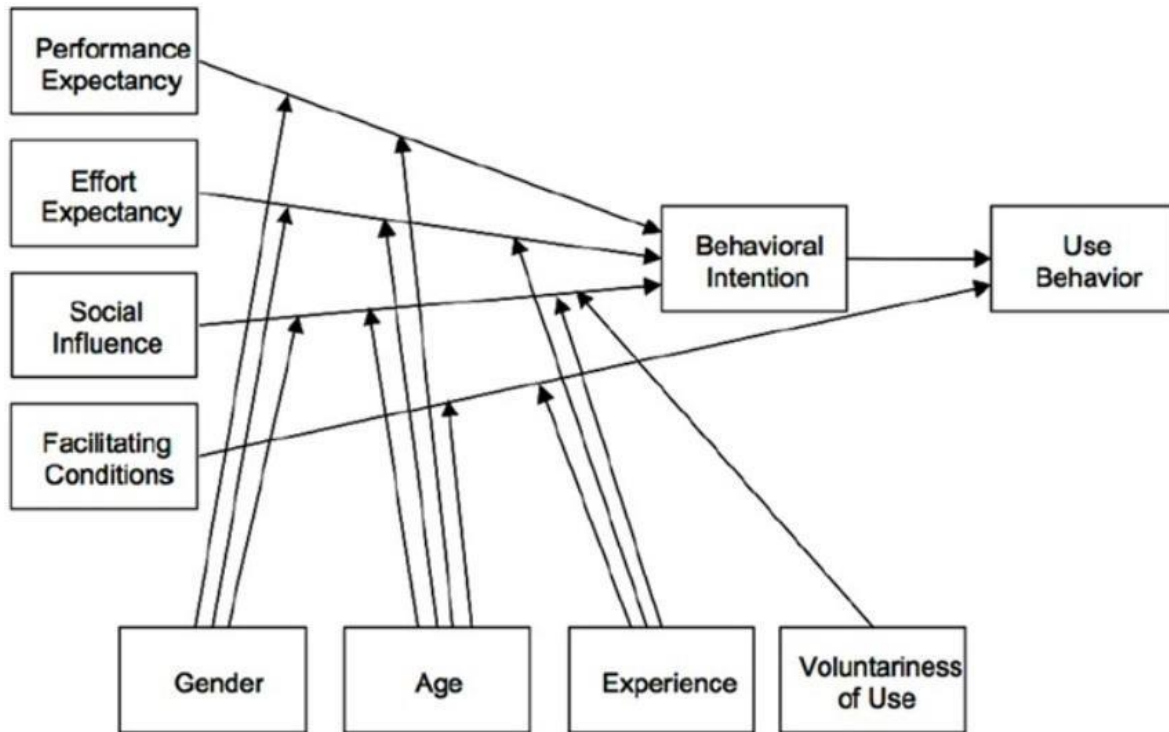 Performance
Expectancy
Effort
Expectancy
Social
Influence
Facilitating
Conditions
Behavioral
Intention
Use
Behavior
Gender
Age
Experience
Voluntariness
of Use